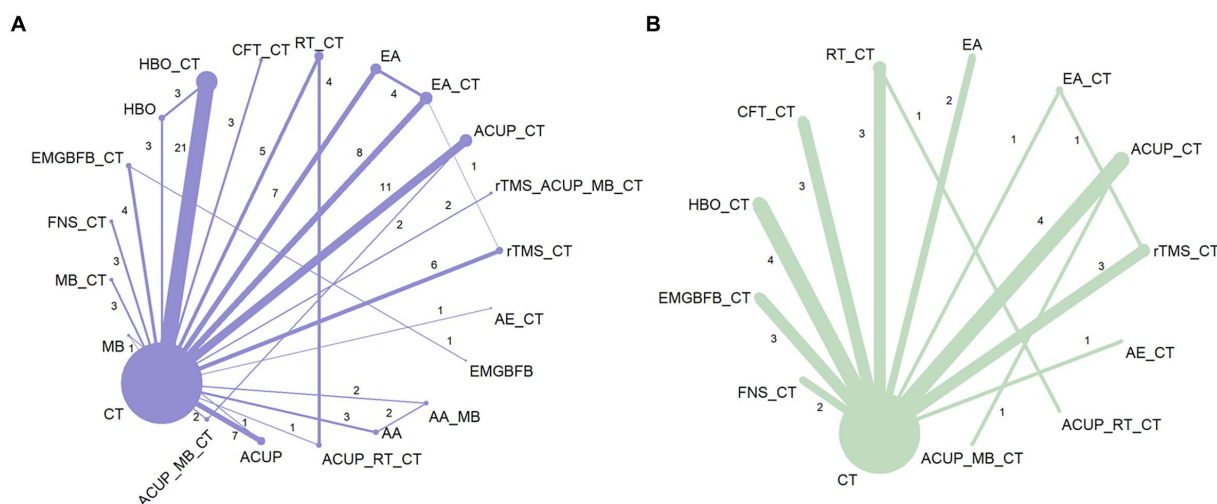 A
B
CFT_CT
RT_CT
EA
HBO_CT
EA_CT
HBO
3
4
4
ACUP_CT
EMGBFB_CT
3
21
3
5
8
1
7
11
rTMS_ACUP_MB_CT
FNS_CT
4
2
2
MB_CT
3
6
rTMS_CT
3
AE_CT
1
1
MB
1
EMGBFB
CT
2
AA_MB
3
2
AA
2
1
1
7
ACUP_MB_CT
ACUP
ACUP_RT_CT
RT_CT
EA
EA_CT
CFT_CT
2
3
1
1
1
ACUP_CT
3
HBO_CT
4
4
3
rTMS_CT
EMGBFB_CT
3
1
AE_CT
FNS_CT
2
1
ACUP_RT_CT
CT
ACUP_MB_CT